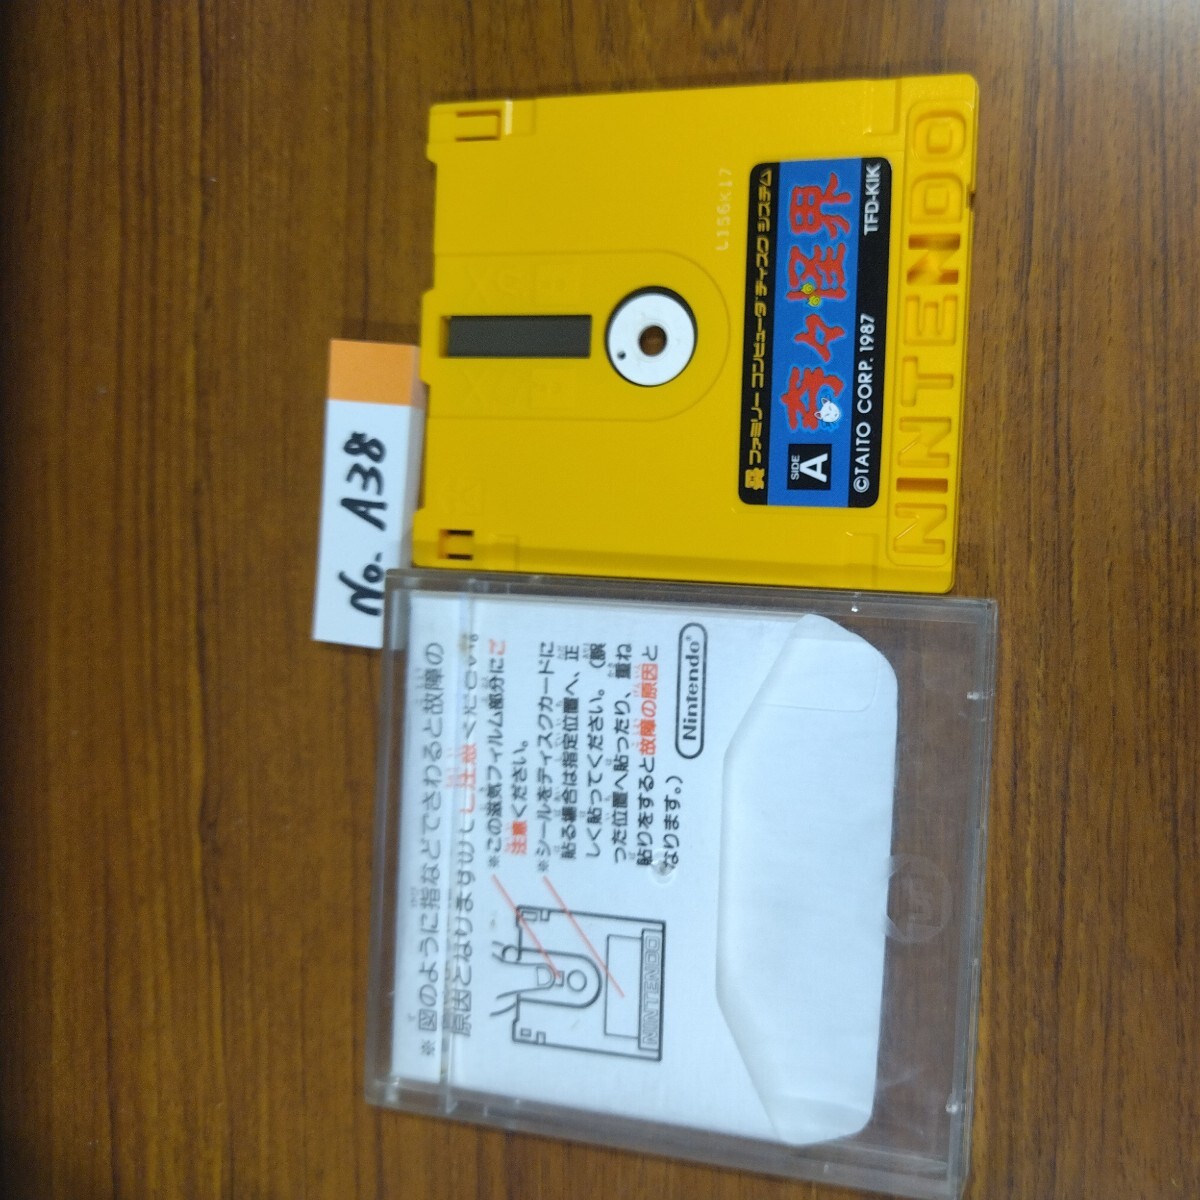 No. A38
L156K17
ファミリー コンピュータ ディスク システム
奇々怪界
SIDE
A
©TAITO CORP. 1987
TFD-KIK
NINTENDO
※図のように指などでさわると故障の
原因となりますので
ください。
※この磁気フィルム部分にご
注意ください。
※シールをディスクカードに
貼る場合は指定位置へ、正
しく貼ってください。(誤
った位置へ貼ったり、重ね
貼りをすると故障の原因と
なります。)
Nintendo®
NINTENDO